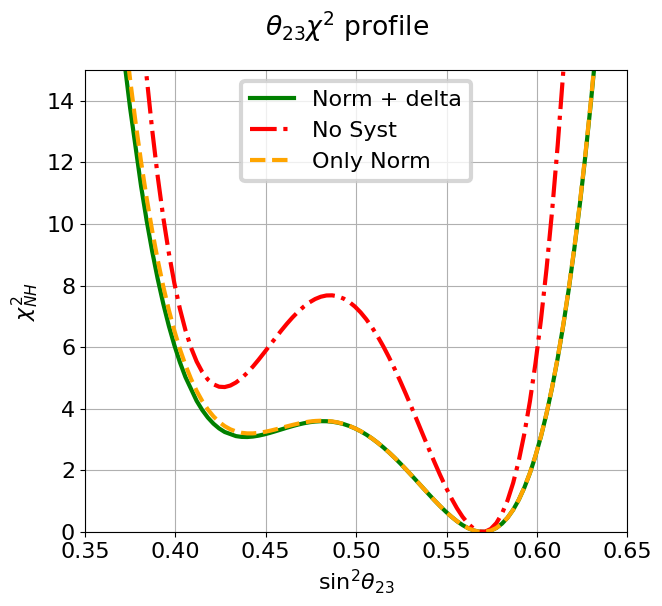 θ₂₃χ² profile
Norm + delta
No Syst
Only Norm
χ²_NH
14
12
10
8
6
4
2
0
0.35 0.40 0.45 0.50 0.55 0.60 0.65
sin²θ₂₃